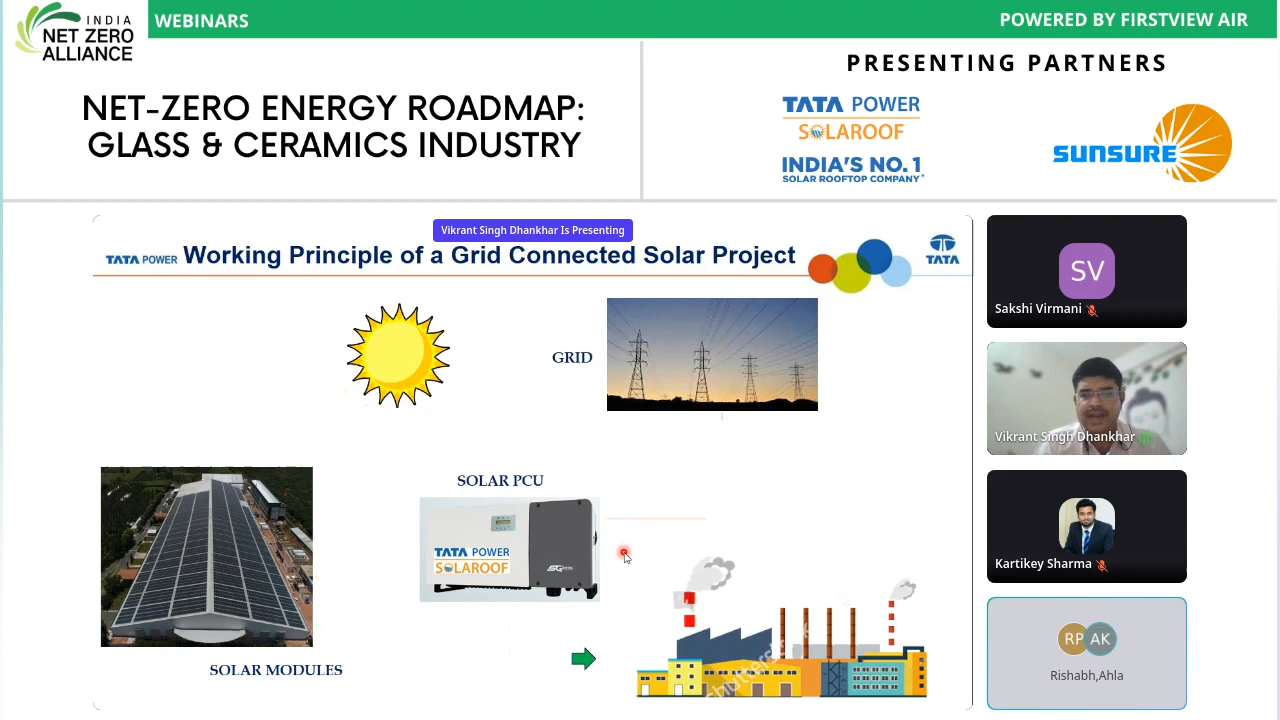 INDIA
NET ZERO
ALLIANCE
WEBINARS
POWERED BY FIRSTVIEW AIR
NET-ZERO ENERGY ROADMAP:
GLASS & CERAMICS INDUSTRY
PRESENTING PARTNERS
TATA POWER
SOLAROOF
INDIA'S NO. 1
SOLAR ROOFTOP COMPANY*
SUNSURE
Vikrant Singh Dhankhar Is Presenting
TATA POWER
Working Principle of a Grid Connected Solar Project
TATA
GRID
SOLAR PCU
TATA POWER
SOLAROOF
SOLAR MODULES
shutterstock
SV
Sakshi Virmani
Vikrant Singh Dhankhar
Kartikey Sharma
RP AK
Rishabh,Ahla